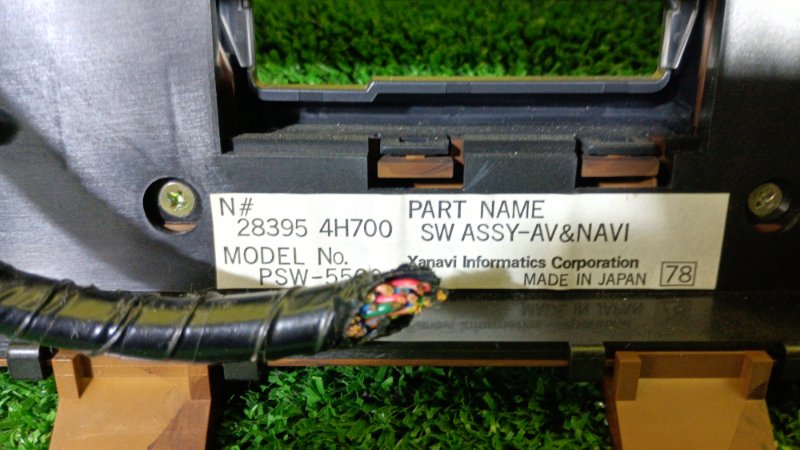 N#
28395 4H700
MODEL No.
PART NAME
SW ASSY-AV&NAVI
Xanavi Informatics Corporation
MADE IN JAPAN 78